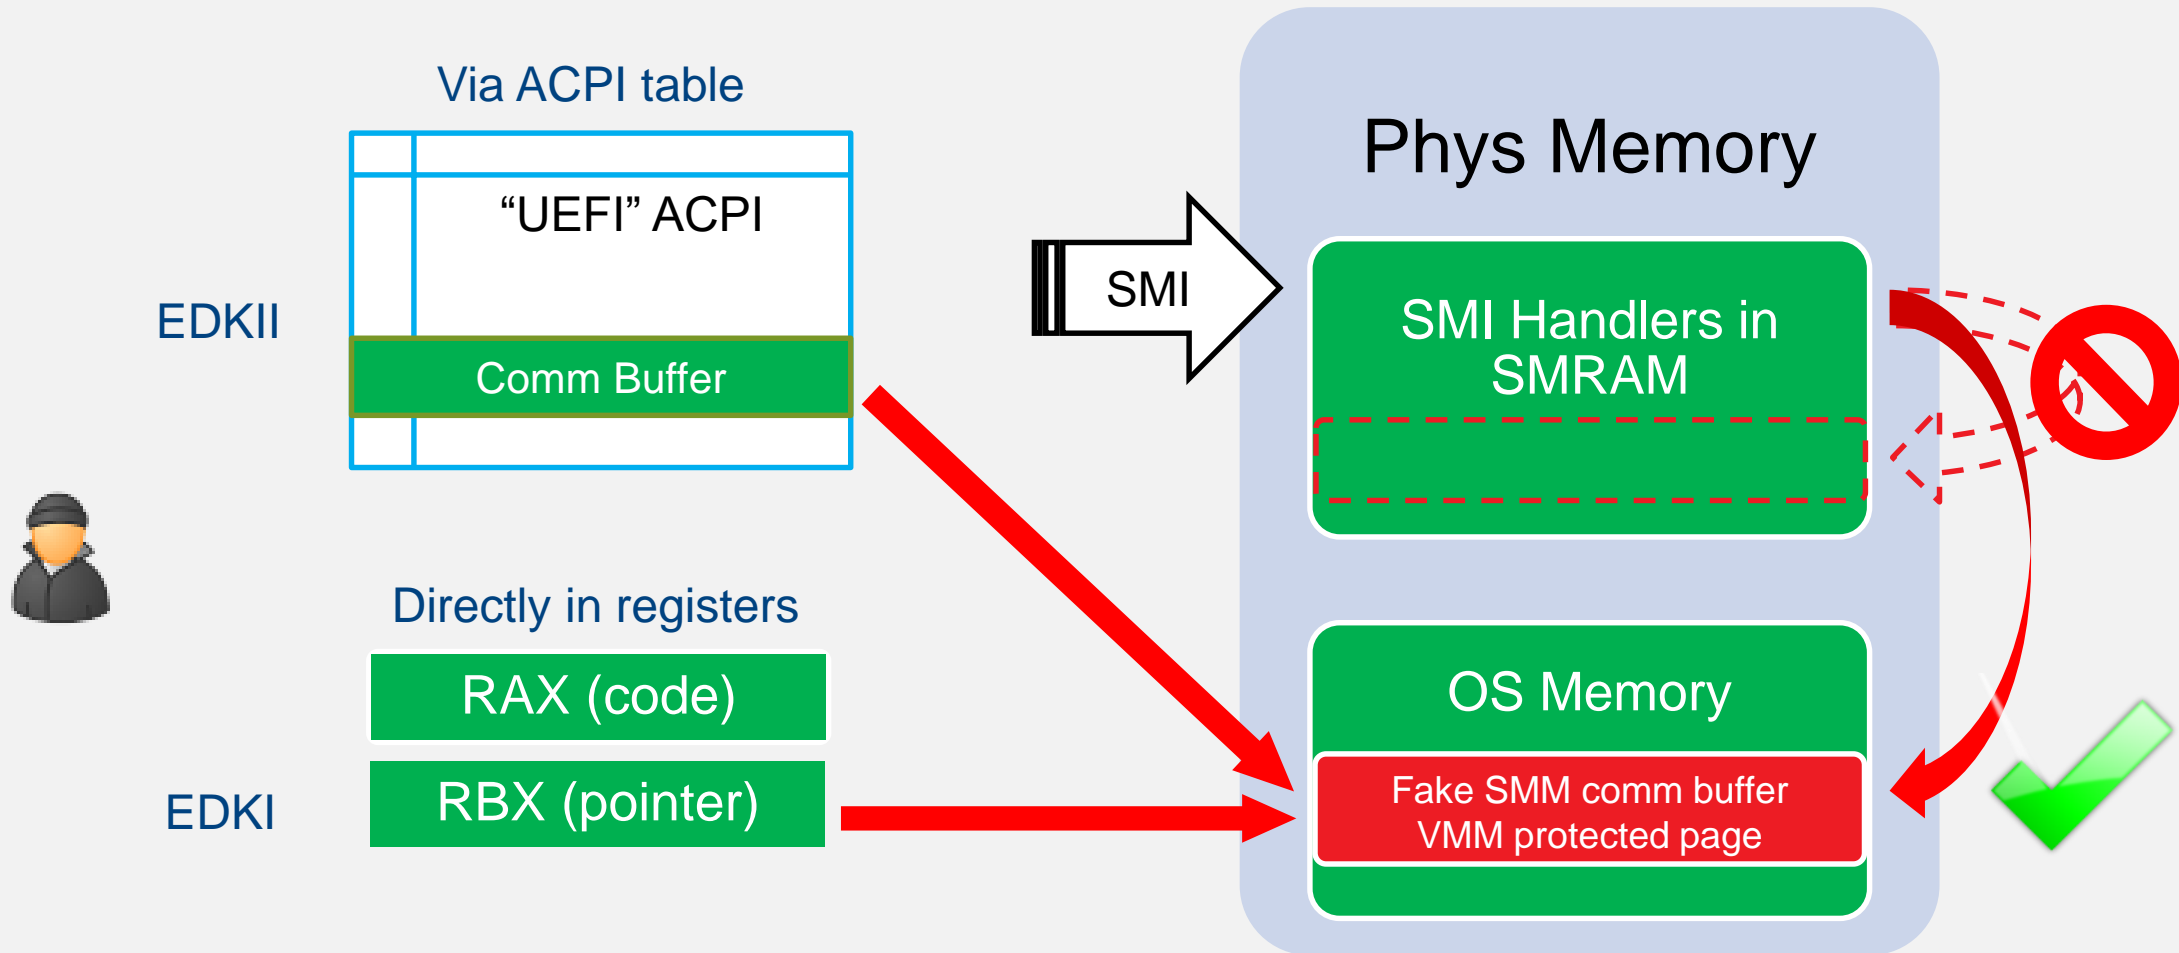 Via ACPI table
“UEFI” ACPI
EDKII
Comm Buffer
Directly in registers
RAX (code)
EDKI
RBX (pointer)
SMI
Phys Memory
SMI Handlers in
SMRAM
OS Memory
Fake SMM comm buffer
VMM protected page